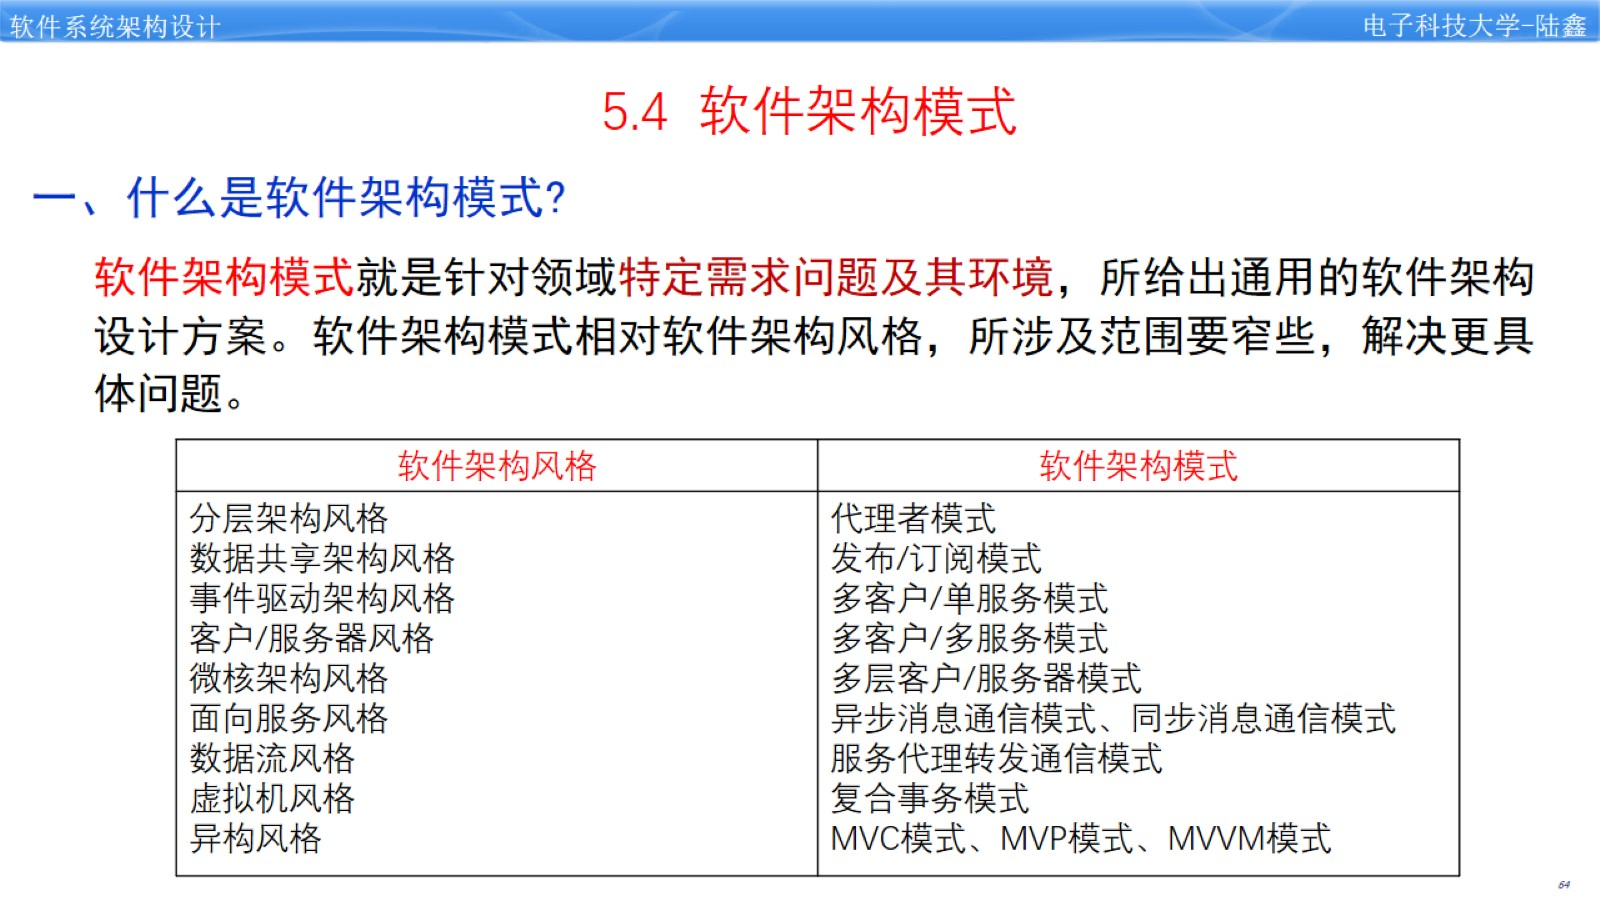 软件系统架构设计
电子科技大学-陆鑫
5.4 软件架构模式
一、什么是软件架构模式?
软件架构模式就是针对领域特定需求问题及其环境，所给出通用的软件架构
设计方案。软件架构模式相对软件架构风格，所涉及范围要窄些，解决更具
体问题。
软件架构风格
软件架构模式
分层架构风格
数据共享架构风格
事件驱动架构风格
客户/服务器风格
微核架构风格
面向服务风格
数据流风格
虚拟机风格
异构风格
代理者模式
发布/订阅模式
多客户/单服务模式
多客户/多服务模式
多层客户/服务器模式
异步消息通信模式、同步消息通信模式
服务代理转发通信模式
复合事务模式
MVC模式、MVP模式、MVVM模式
64